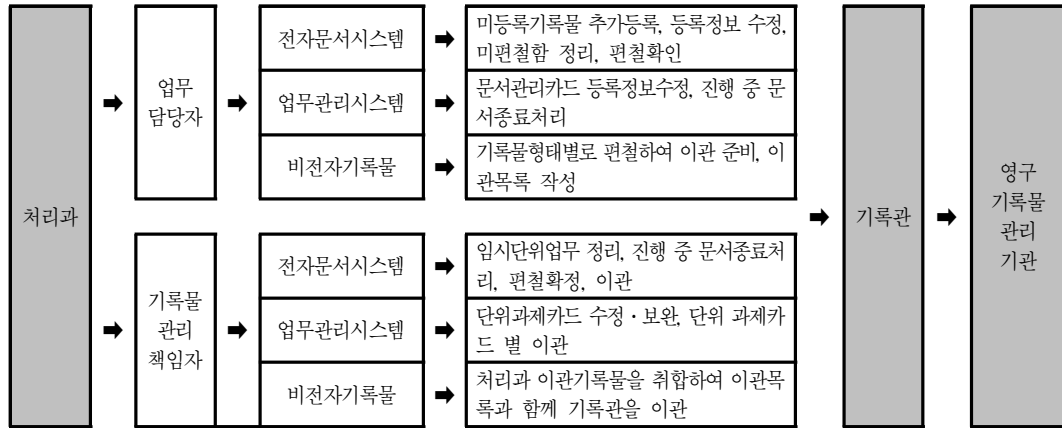 처리과
업무
담당자
전자문서시스템
미등록기록물 추가등록, 등록정보 수정,
미편철함 정리, 편철확인
업무관리시스템
문서관리카드 등록정보수정, 진행 중 문
서종료처리
비전자기록물
기록물형태별로 편철하여 이관 준비, 이
관목록 작성
기록물
관리
책임자
전자문서시스템
임시단위업무 정리, 진행 중 문서종료처
리, 편철확정, 이관
업무관리시스템
단위과제카드 수정·보완, 단위 과제카
드 별 이관
비전자기록물
처리과 이관기록물을 취합하여 이관목
록과 함께 기록관을 이관
기록관
영구
기록물
관리
기관